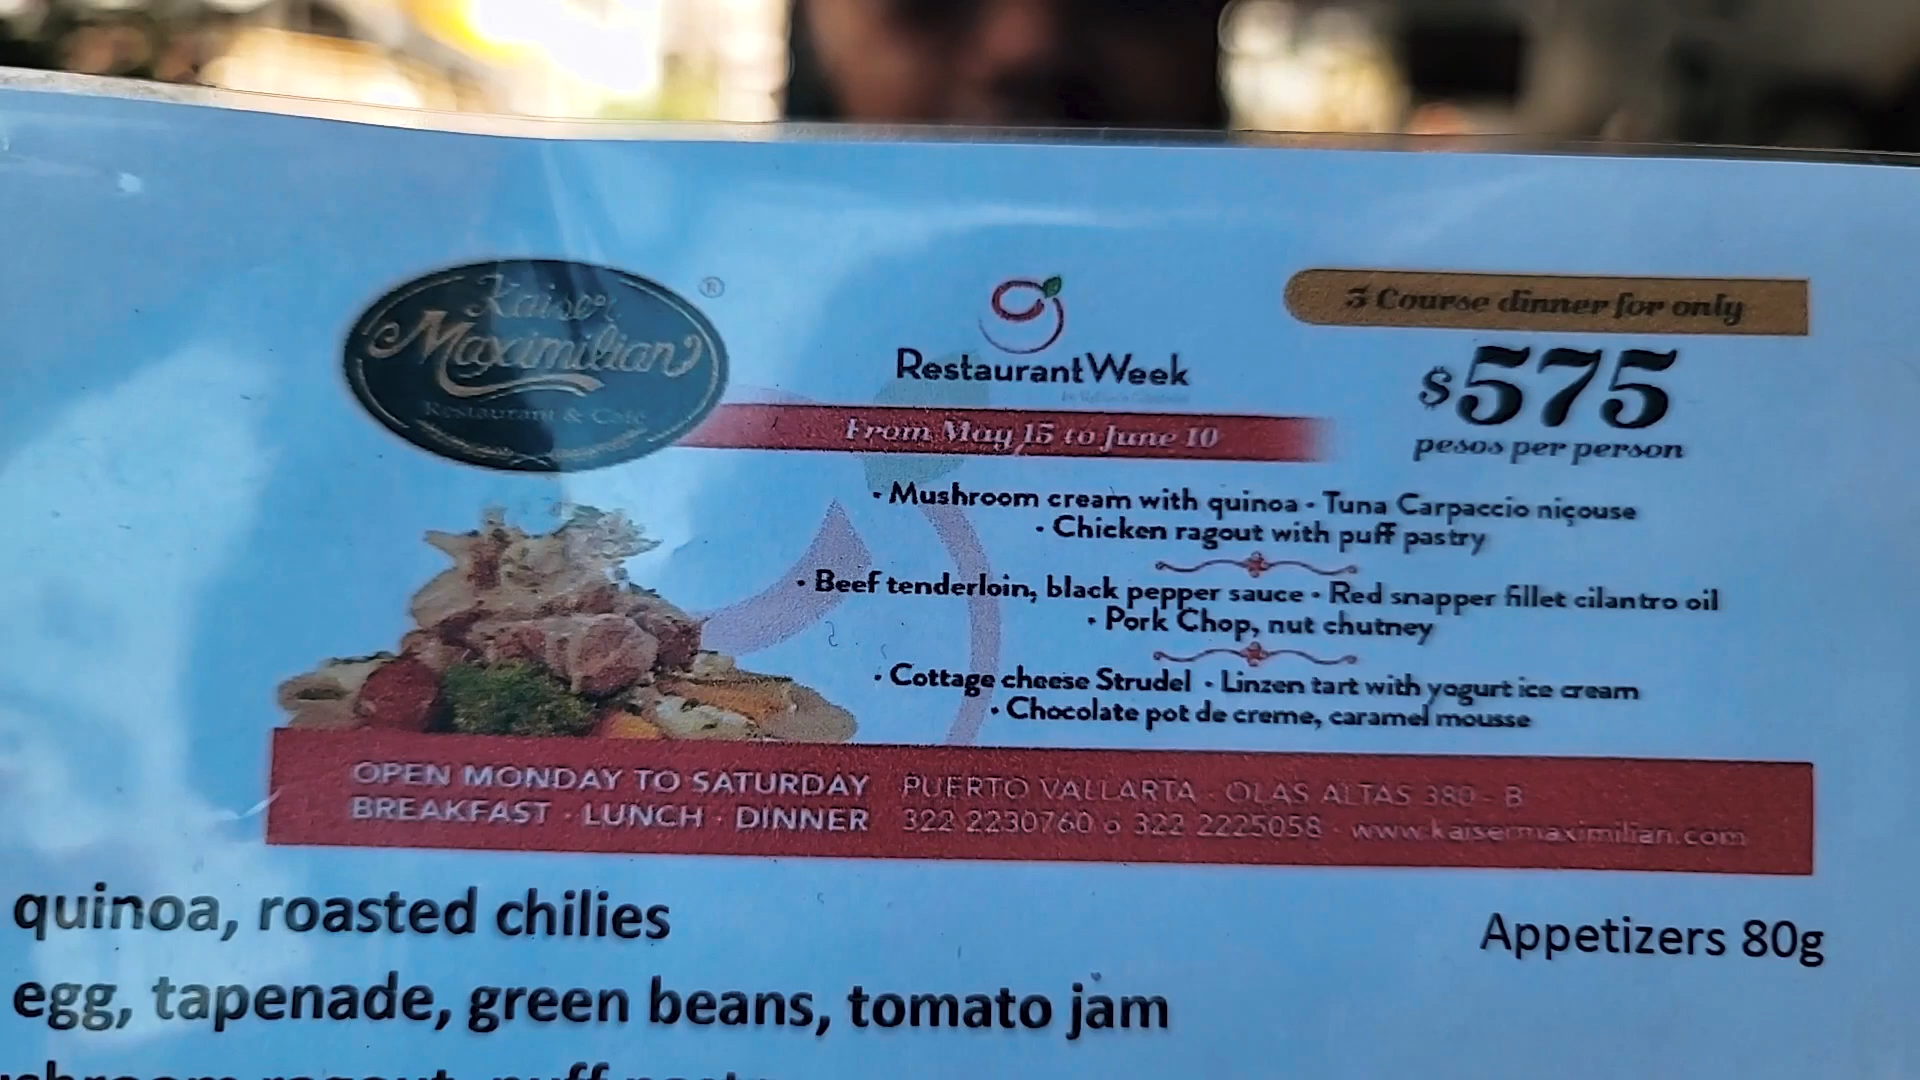 Kaiser
Maximilian
Restaurant & Café
®
RestaurantWeek
From May 15 to June 10
3 Course dinner for only
$575
pesos per person
• Mushroom cream with quinoa • Tuna Carpaccio niçouse
• Chicken ragout with puff pastry
• Beef tenderloin, black pepper sauce • Red snapper fillet cilantro oil
• Pork Chop, nut chutney
• Cottage cheese Strudel • Linzen tart with yogurt ice cream
• Chocolate pot de creme, caramel mousse
OPEN MONDAY TO SATURDAY PUERTO VALLARTA · OLAS ALTAS 380 - B
BREAKFAST · LUNCH · DINNER 322 2230760 o 322 2225058 · www.kaisermaximilian.com
quinoa, roasted chilies
Appetizers 80g
egg, tapenade, green beans, tomato jam
ragout, puff